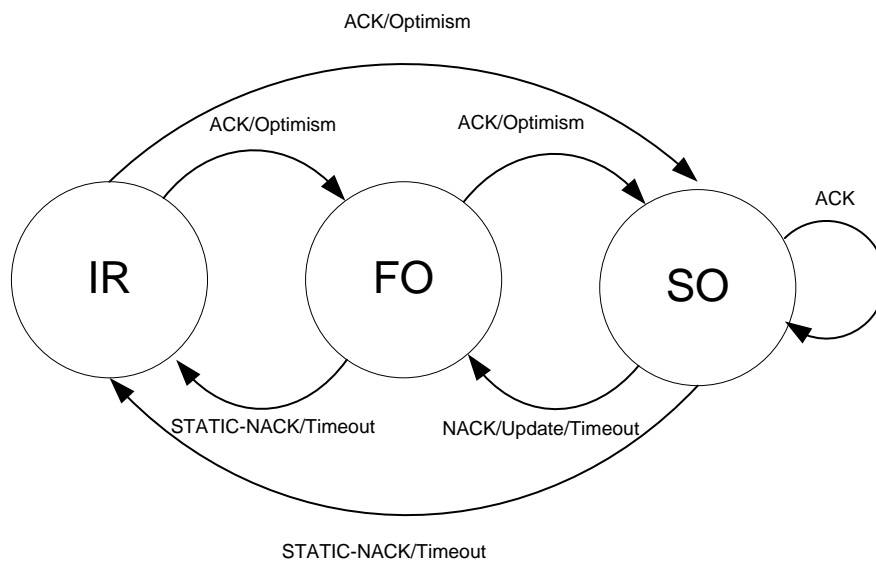 ACK/Optimism
ACK/Optimism
ACK/Optimism
ACK
IR
FO
SO
STATIC-NACK/Timeout
NACK/Update/Timeout
STATIC-NACK/Timeout